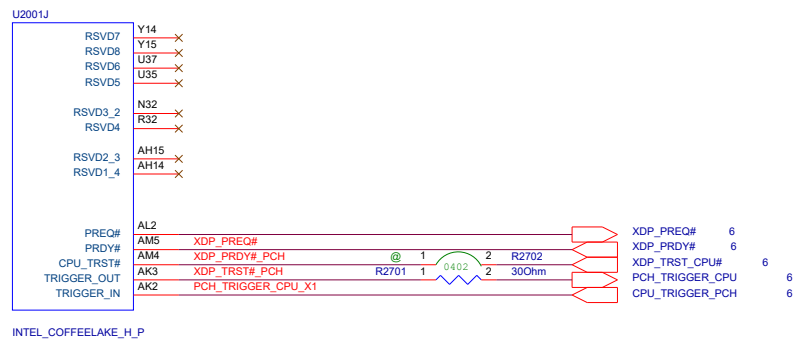 U2001J
RSVD7 Y14
RSVD8 Y15
RSVD6 U37
RSVD5 U35
RSVD3_2 N32
RSVD4 R32
RSVD2_3 AH15
RSVD1_4 AH14
PREQ# AL2 XDP_PREQ# 6
PRDY# AM5 XDP_PREQ# XDP_PRDY# 6
CPU_TRST# AM4 XDP_PRDY#_PCH @ 1 0402 2 R2702 XDP_TRST_CPU# 6
TRIGGER_OUT AK3 XDP_TRST#_PCH R2701 1 2 30Ohm PCH_TRIGGER_CPU 6
TRIGGER_IN AK2 PCH_TRIGGER_CPU_X1 CPU_TRIGGER_PCH 6
INTEL_COFFEELAKE_H_P